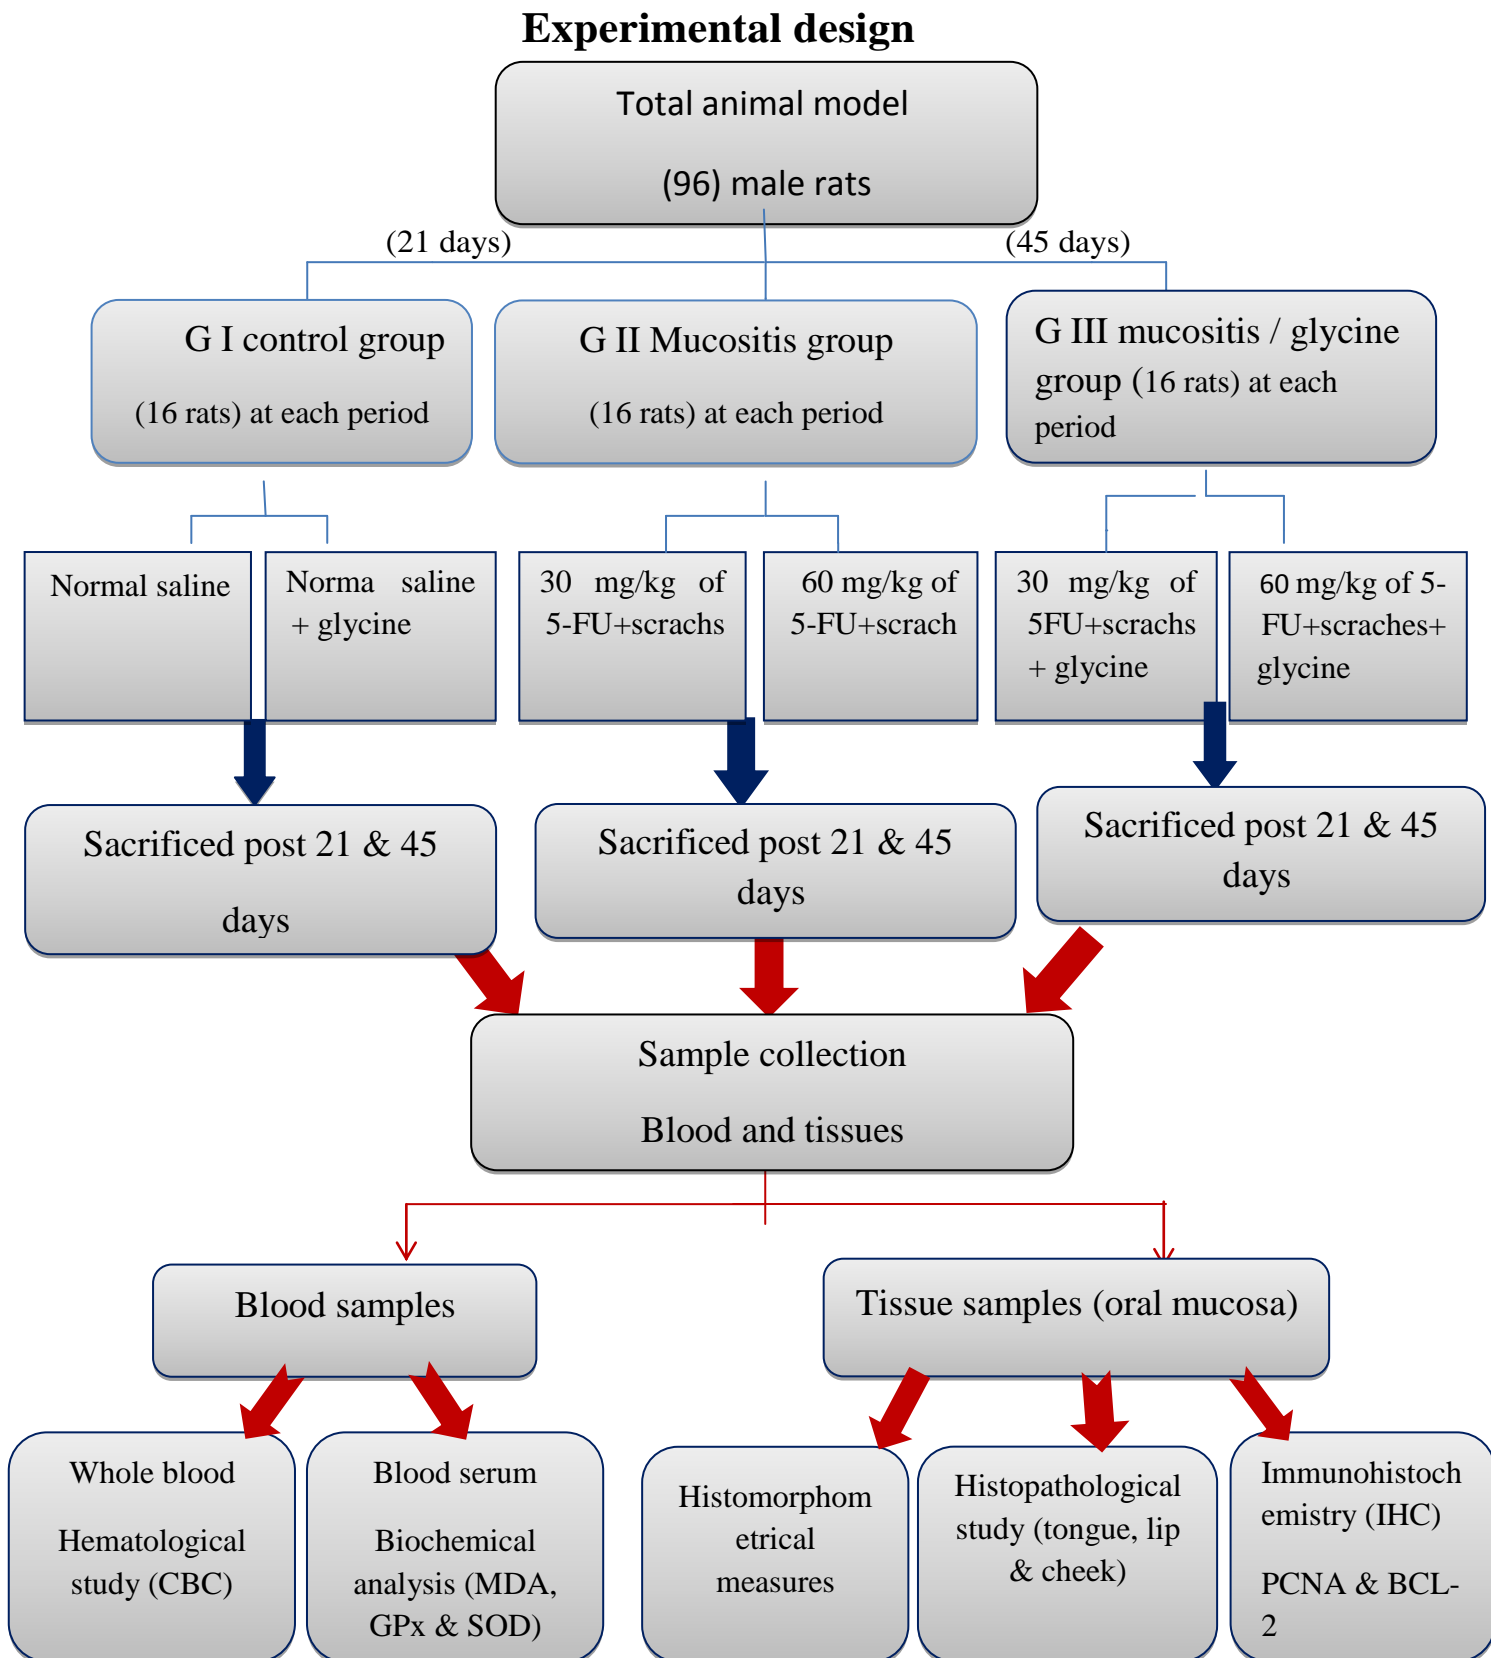 Experimental design
Total animal model
(96) male rats
(21 days)
(45 days)
G I control group
(16 rats) at each period
G II Mucositis group
(16 rats) at each period
G III mucositis / glycine
group (16 rats) at each
period
Normal saline
Norma saline
+ glycine
30 mg/kg of
5-FU+scrachs
60 mg/kg of
5-FU+scrach
30 mg/kg of
5FU+scrachs
+ glycine
60 mg/kg of 5-
FU+scraches+
glycine
Sacrificed post 21 & 45
days
Sacrificed post 21 & 45
days
Sacrificed post 21 & 45
days
Sample collection
Blood and tissues
Blood samples
Tissue samples (oral mucosa)
Whole blood
Hematological
study (CBC)
Blood serum
Biochemical
analysis (MDA,
GPx & SOD)
Histomorphom
etrical
measures
Histopathological
study (tongue, lip
& cheek)
Immunohistoch
emistry (IHC)
PCNA & BCL-
2